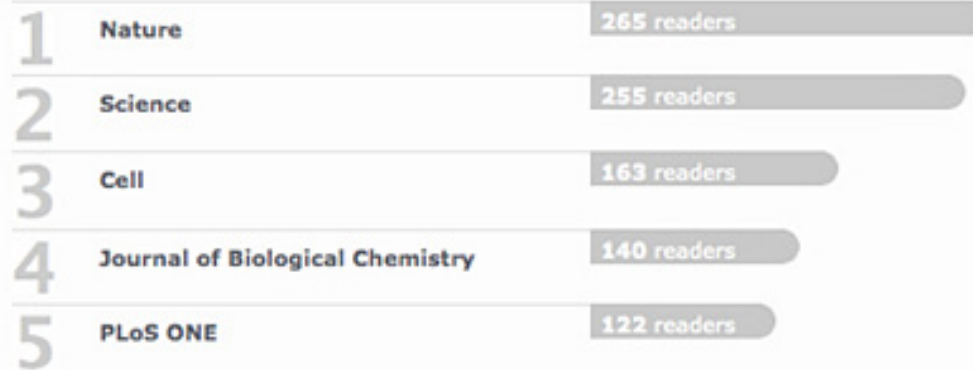 1 Nature 265 readers
2 Science 255 readers
3 Cell 163 readers
4 Journal of Biological Chemistry 140 readers
5 PLoS ONE 122 readers